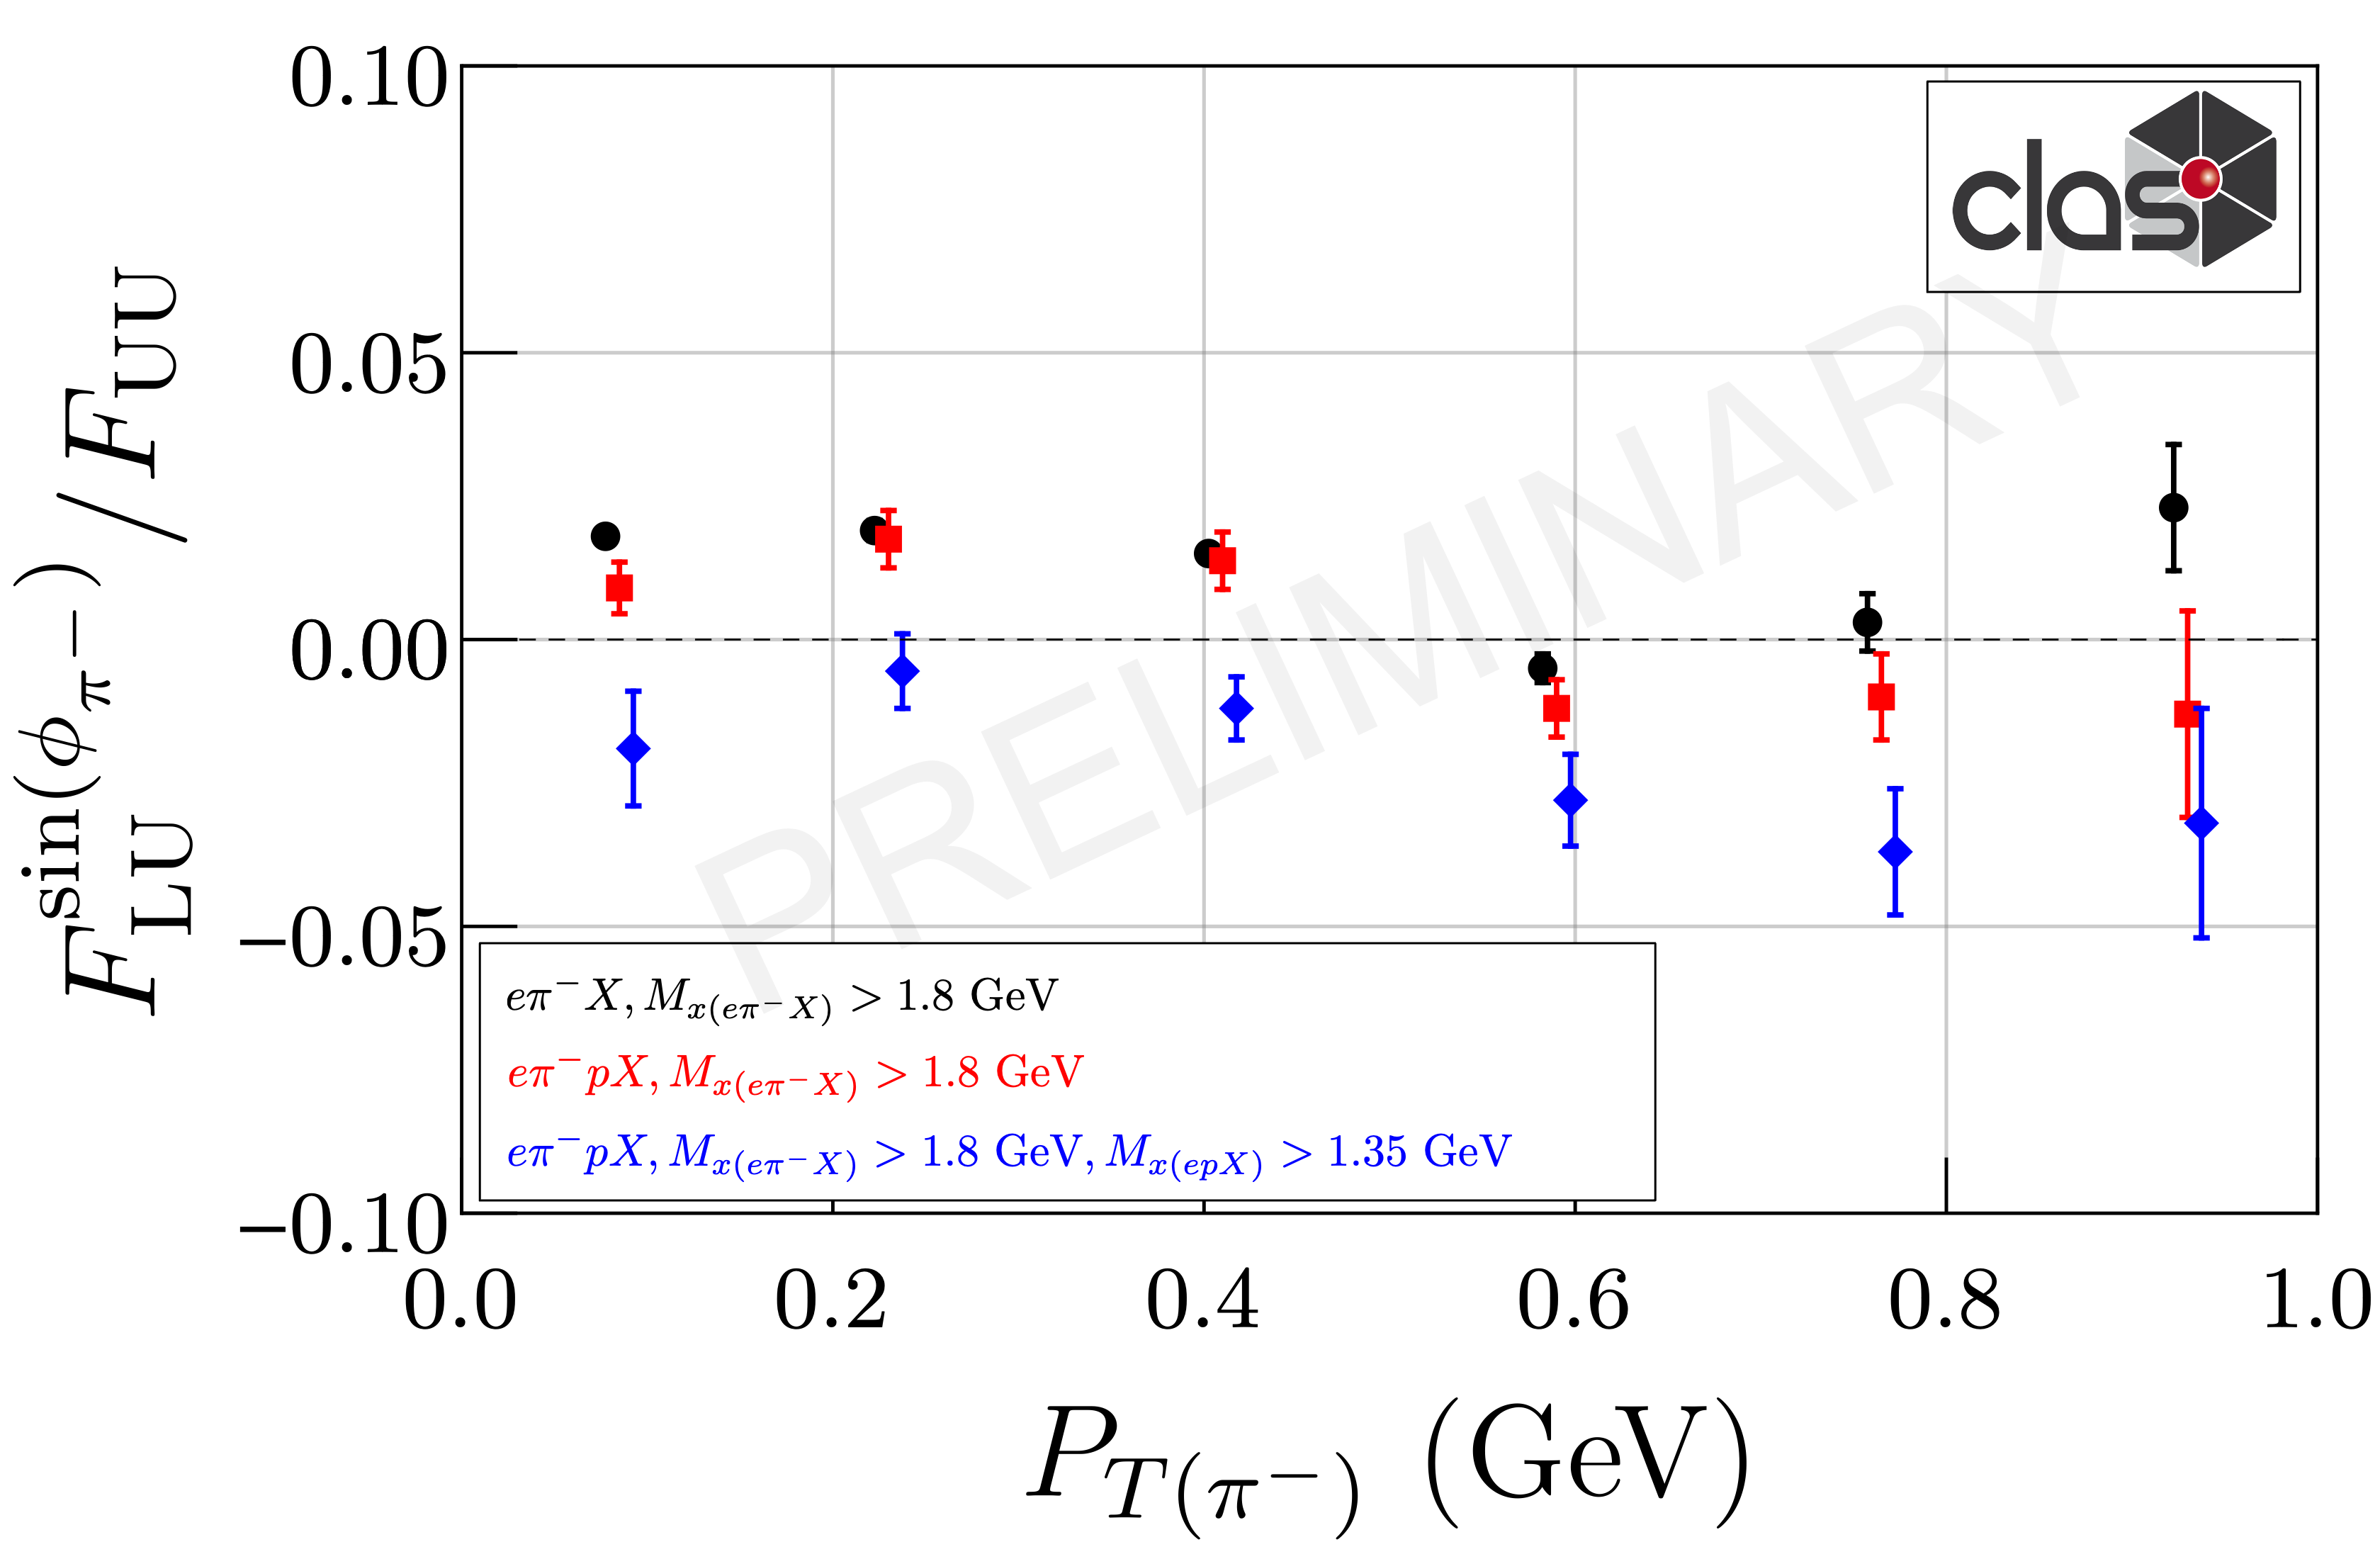 0.10
0.05
0.00
−0.05
−0.10
F_LU^sin(ϕ_π⁻) / F_UU
clas
PRELIMINARY
eπ⁻X, M_x(eπ⁻X) > 1.8 GeV
eπ⁻pX, M_x(eπ⁻X) > 1.8 GeV
eπ⁻pX, M_x(eπ⁻X) > 1.8 GeV, M_x(epX) > 1.35 GeV
0.0 0.2 0.4 0.6 0.8 1.0
P_T(π⁻) (GeV)